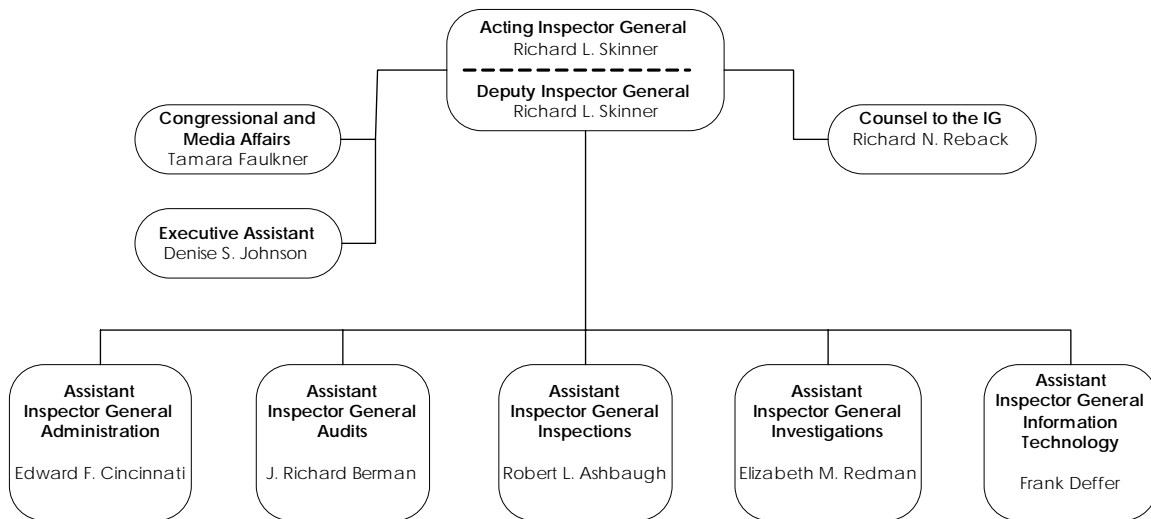 Acting Inspector General
Richard L. Skinner
Deputy Inspector General
Richard L. Skinner
Congressional and
Media Affairs
Tamara Faulkner
Counsel to the IG
Richard N. Reback
Executive Assistant
Denise S. Johnson
Assistant
Inspector General
Administration
Edward F. Cincinnati
Assistant
Inspector General
Audits
J. Richard Berman
Assistant
Inspector General
Inspections
Robert L. Ashbaugh
Assistant
Inspector General
Investigations
Elizabeth M. Redman
Assistant
Inspector General
Information
Technology
Frank Deffer